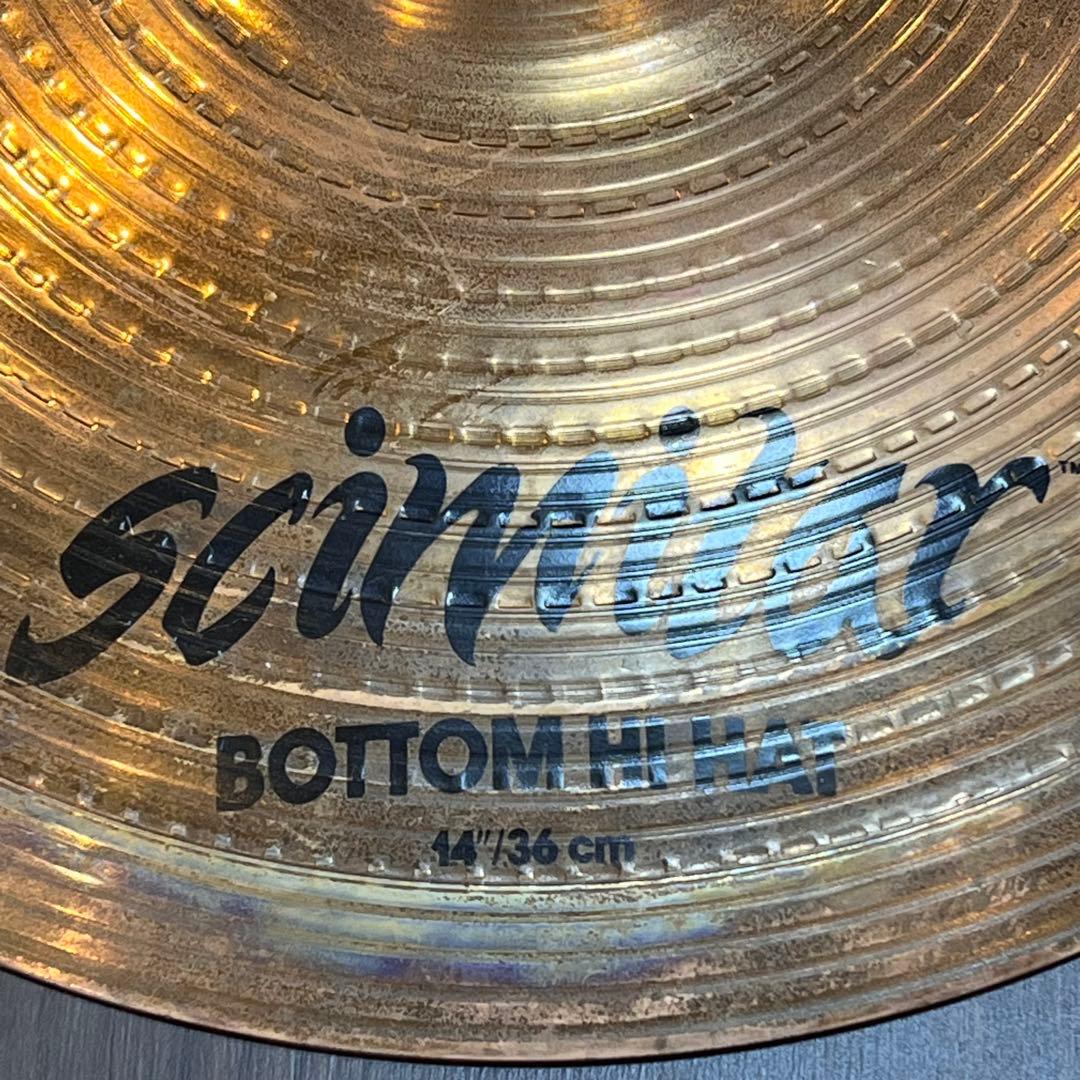 scimitar™
BOTTOM HI HAT
14"/36 cm